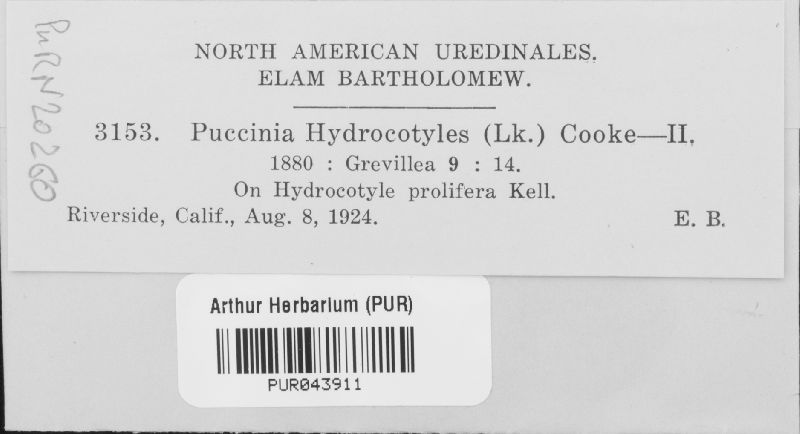 NORTH AMERICAN UREDINALES.
ELAM BARTHOLOMEW.
3153. Puccinia Hydrocotyles (Lk.) Cooke—II.
1880 : Grevillea 9 : 14.
On Hydrocotyle prolifera Kell.
Riverside, Calif., Aug. 8, 1924. E. B.
PURN20260
Arthur Herbarium (PUR)
PUR043911